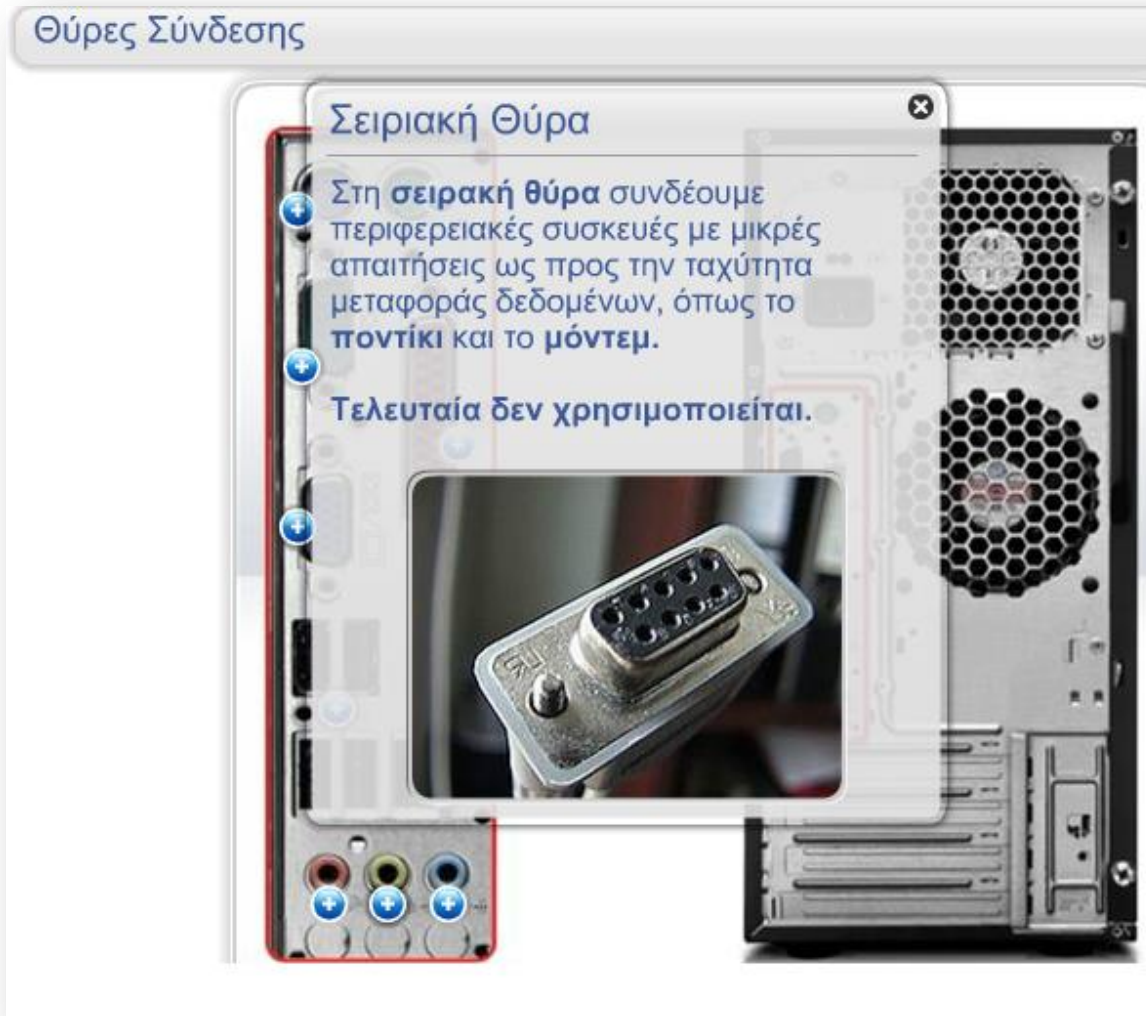 Θύρες Σύνδεσης
Σειριακή Θύρα
Στη σειρακή θύρα συνδέουμε
περιφερειακές συσκευές με μικρές
απαιτήσεις ως προς την ταχύτητα
μεταφοράς δεδομένων, όπως το
ποντίκι και το μόντεμ.
Τελευταία δεν χρησιμοποιείται.